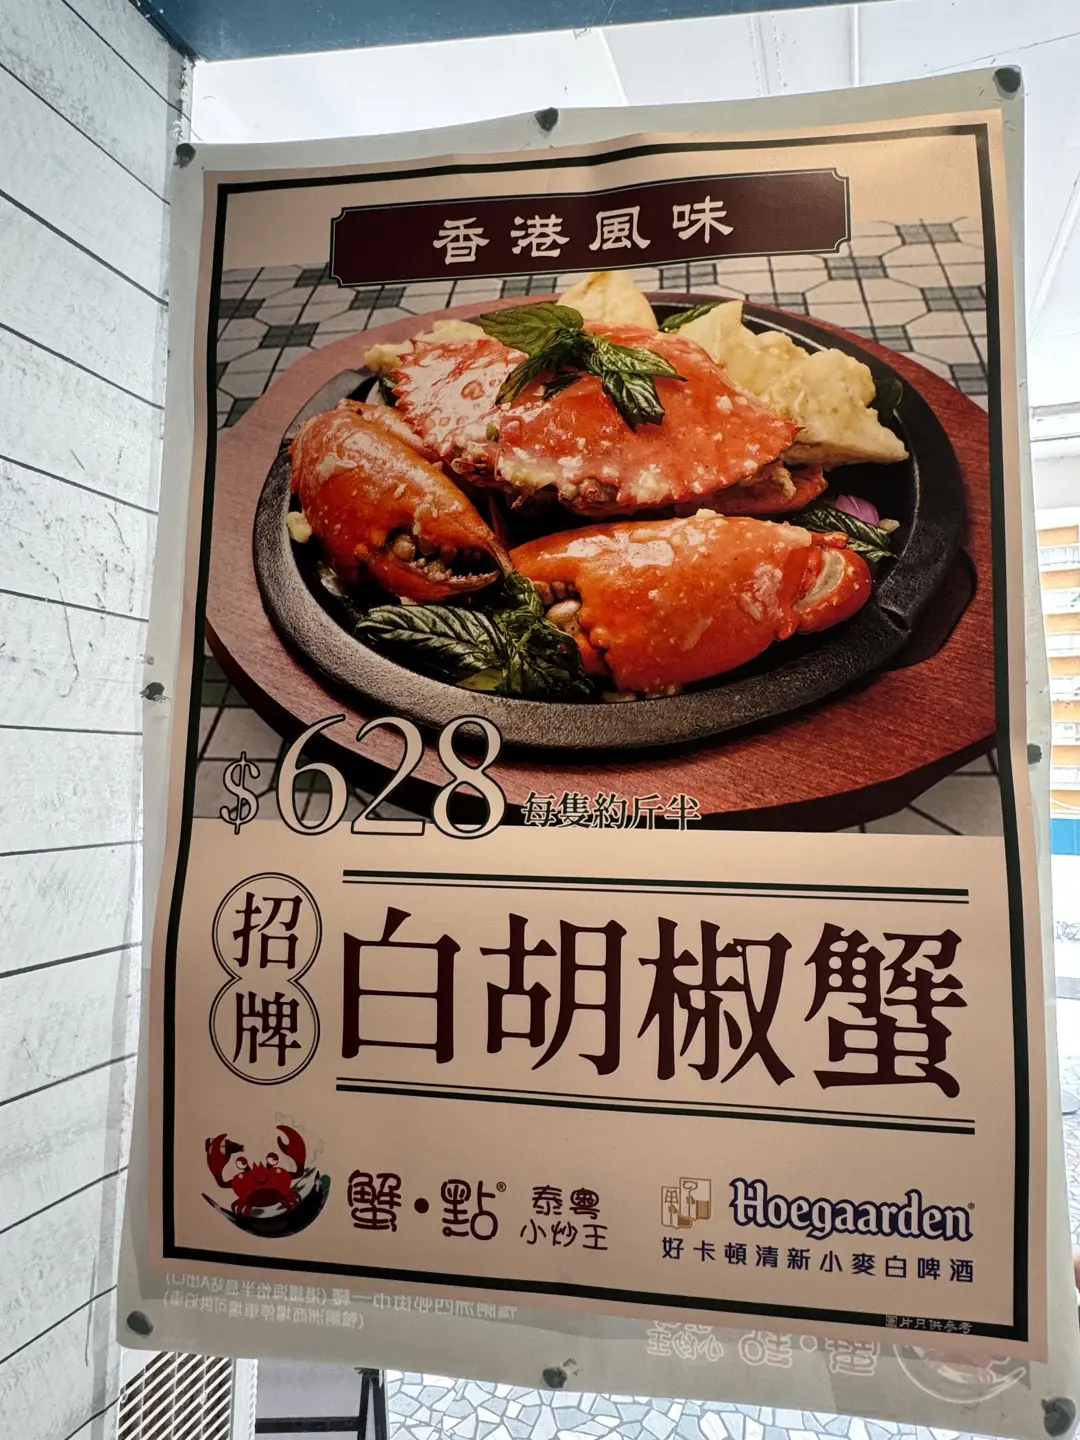 香港風味
$628 每隻約斤半
招牌
白胡椒蟹
蟹・點®
泰粵
小炒王
Hoegaarden®
好卡頓清新小麥白啤酒
圖片只供參考